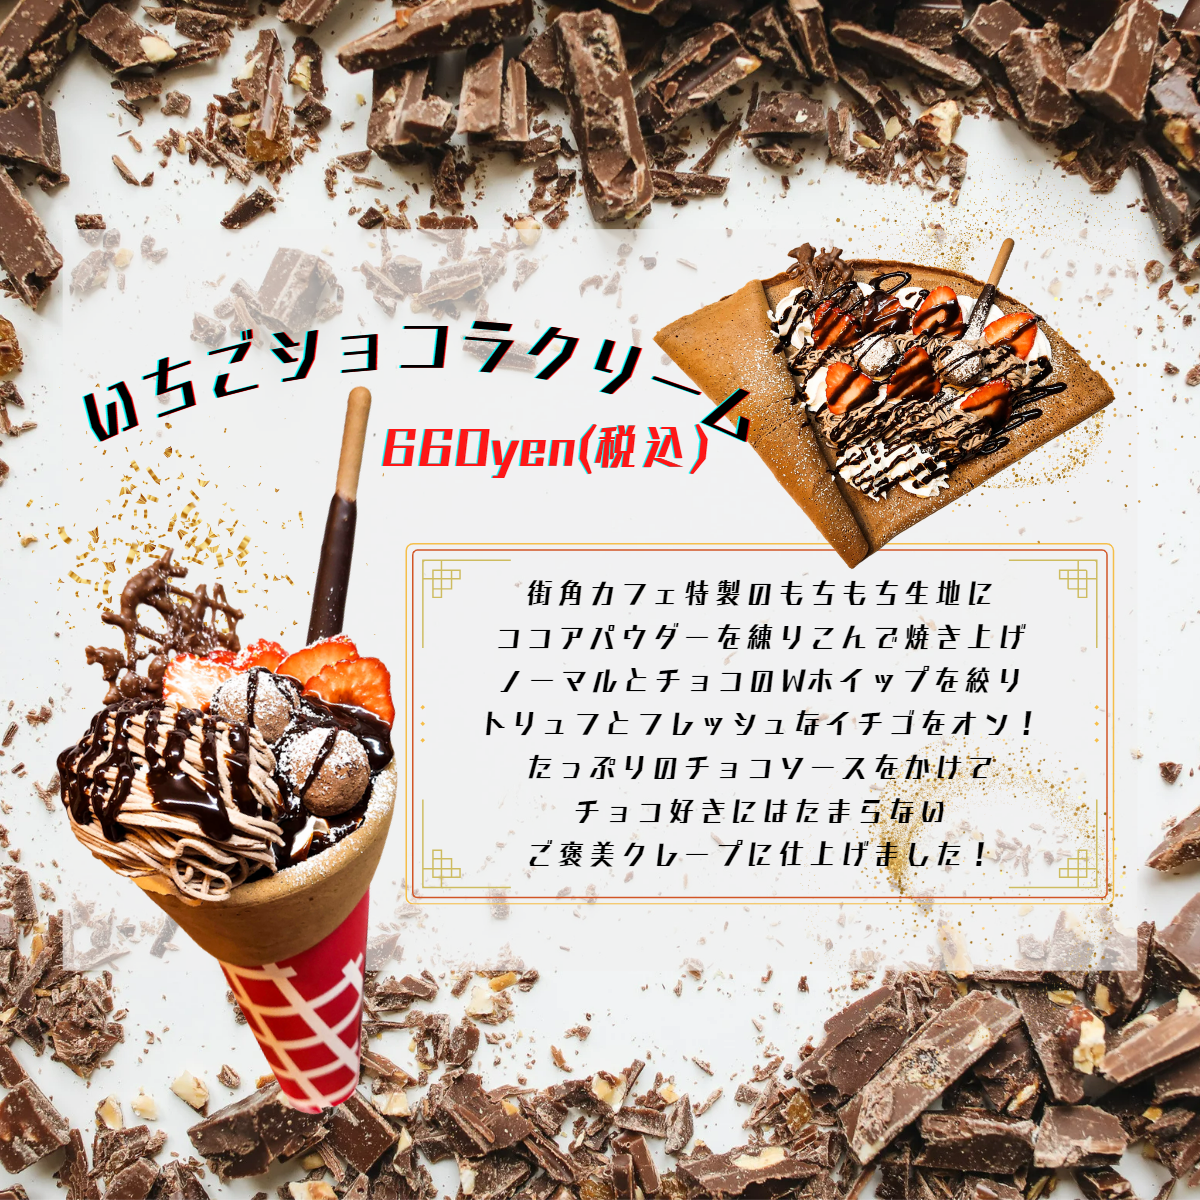 いちごショコラクリーム
660yen(税込)
街角カフェ特製のもちもち生地に
ココアパウダーを練りこんで焼き上げ
ノーマルとチョコのWホイップを絞り
トリュフとフレッシュなイチゴをオン！
たっぷりのチョコソースをかけて
チョコ好きにはたまらない
ご褒美クレープに仕上げました！